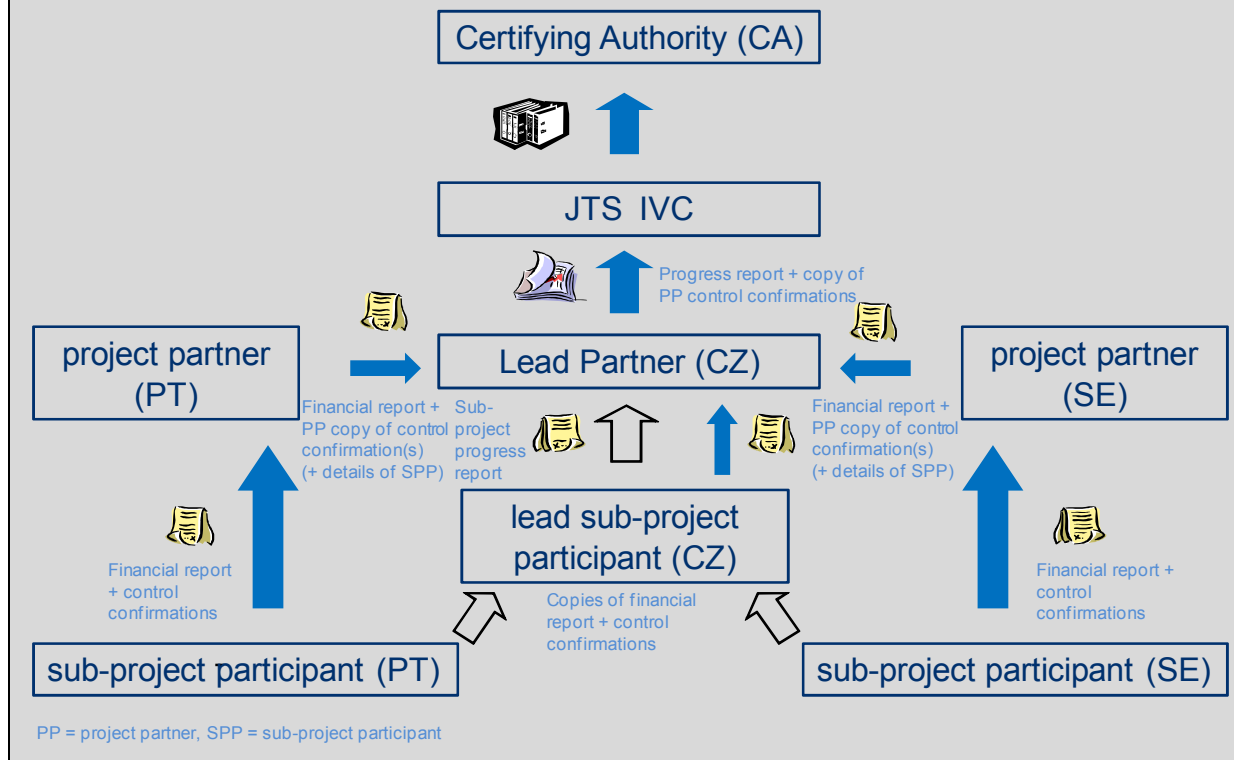 Certifying Authority (CA)
JTS IVC
Progress report + copy of
PP control confirmations
project partner
(PT)
Lead Partner (CZ)
project partner
(SE)
Financial report +
PP copy of control
confirmation(s)
(+ details of SPP)
Sub-
project
progress
report
Financial report +
PP copy of control
confirmation(s)
(+ details of SPP)
lead sub-project
participant (CZ)
Financial report
+ control
confirmations
Copies of financial
report + control
confirmations
Financial report +
control
confirmations
sub-project participant (PT)
sub-project participant (SE)
PP = project partner, SPP = sub-project participant